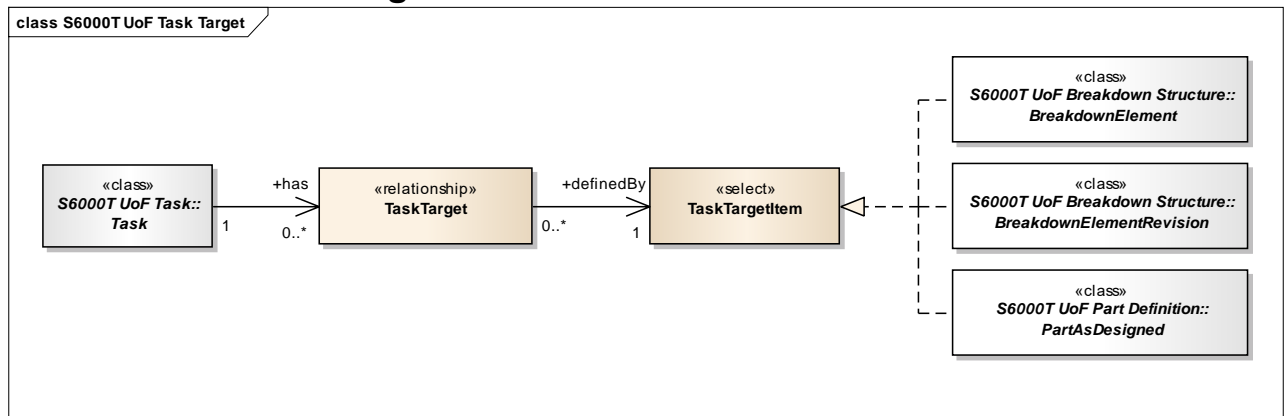 class S6000T UoF Task Target
«class»
S6000T UoF Task::
Task
+has
1
0..*
«relationship»
TaskTarget
+definedBy
0..*
1
«select»
TaskTargetItem
«class»
S6000T UoF Breakdown Structure::
BreakdownElement
«class»
S6000T UoF Breakdown Structure::
BreakdownElementRevision
«class»
S6000T UoF Part Definition::
PartAsDesigned